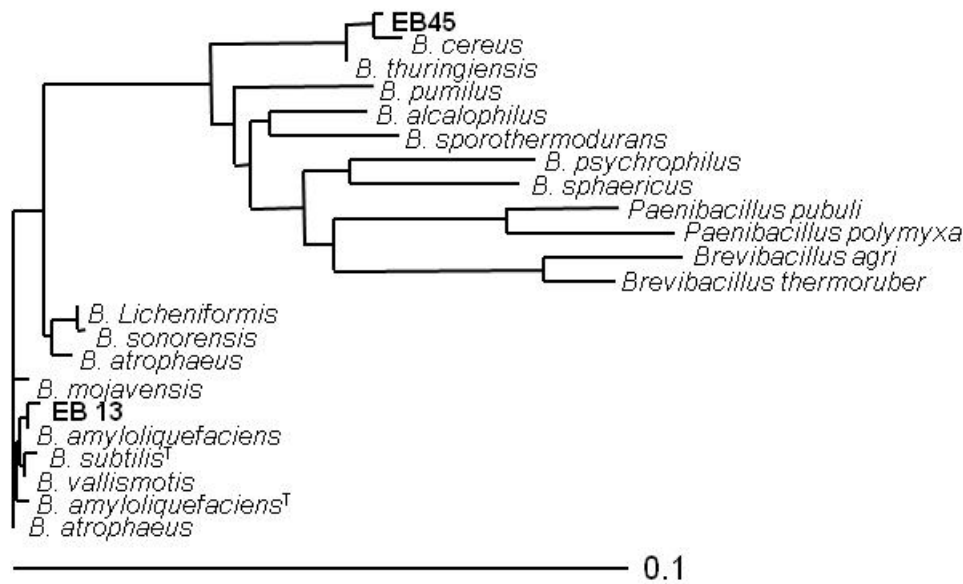 EB45
B. cereus
B. thuringiensis
B. pumilus
B. alcalophilus
B. sporothermodurans
B. psychrophilus
B. sphaericus
Paenibacillus pubuli
Paenibacillus polymyxa
Brevibacillus agri
Brevibacillus thermoruber
B. Licheniformis
B. sonorensis
B. atrophaeus
B. mojavensis
EB 13
B. amyloliquefaciens
B. subtilisᵀ
B. vallismotis
B. amyloliquefaciensᵀ
B. atrophaeus
0.1